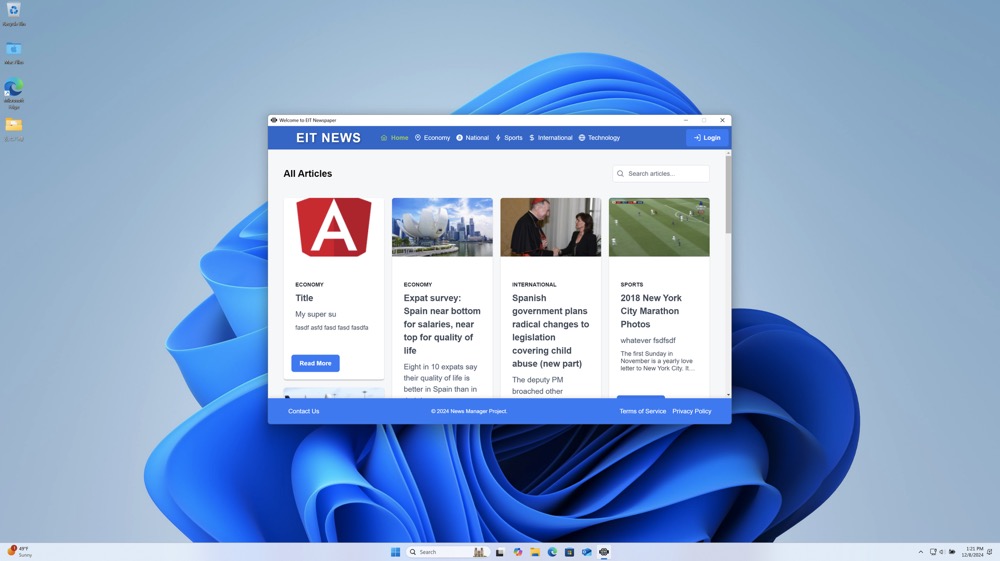 Recycle Bin
Microsoft
Edge
Welcome to EIT Newspaper
EIT NEWS
Home
Economy
National
Sports
International
Technology
Login
All Articles
Search articles...
ECONOMY
Title
My super su
fasdf asfd fasd fasd fasdfa
Read More
ECONOMY
Expat survey:
Spain near bottom
for salaries, near
top for quality of
life
Eight in 10 expats say
their quality of life is
better in Spain than in
INTERNATIONAL
Spanish
government plans
radical changes to
legislation
covering child
abuse (new part)
The deputy PM
broached other
SPORTS
2018 New York
City Marathon
Photos
whatever fsdfsdf
The first Sunday in
November is a yearly love
letter to New York City. It...
Contact Us
© 2024 News Manager Project.
Terms of Service
Privacy Policy
49°F
Sunny
Search
1:21 PM
12/8/2024